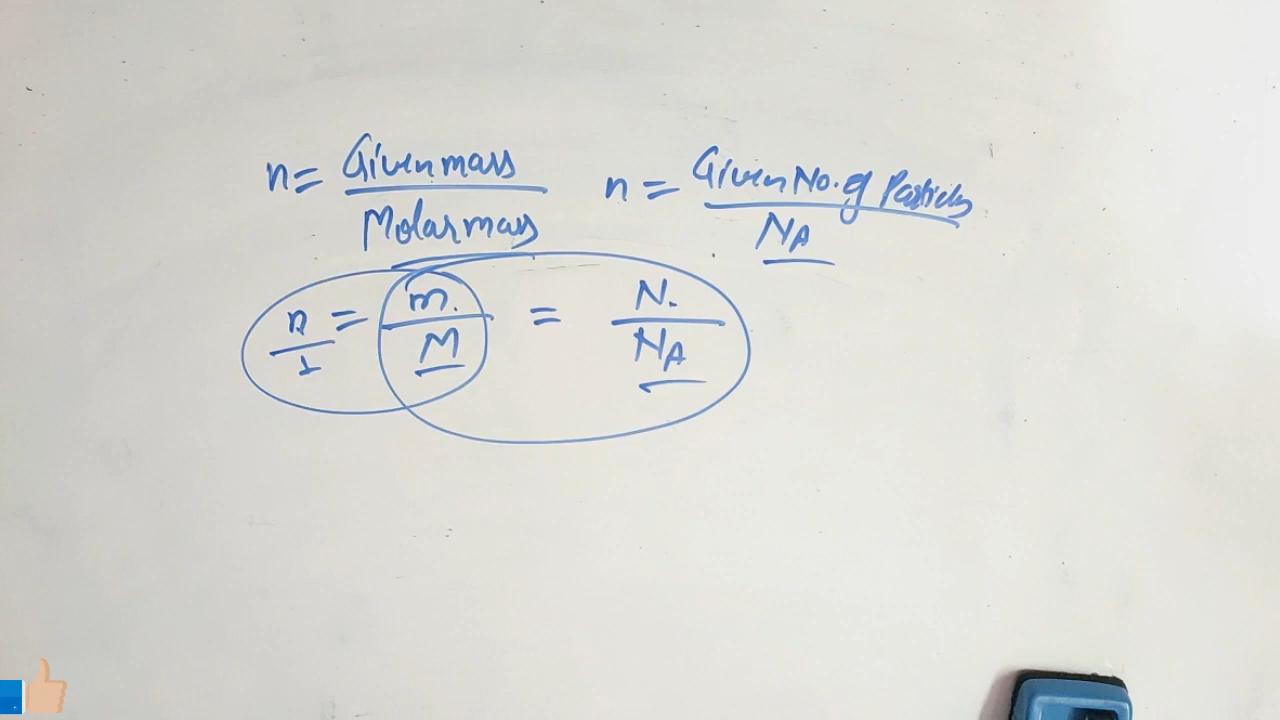 n = Given mass / Molar mass n = Given No. of Particles / NA
n / 1 = m. / M = N. / NA